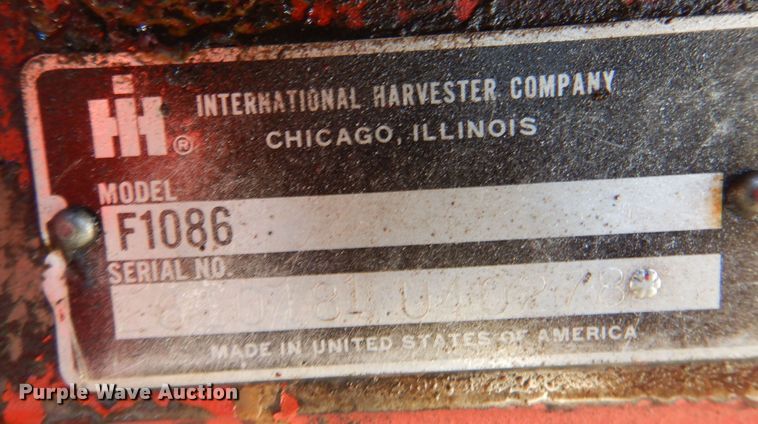 IH®
INTERNATIONAL HARVESTER COMPANY
CHICAGO, ILLINOIS
MODEL
F1086
SERIAL NO.
MADE IN UNITED STATES OF AMERICA
Purple Wave Auction